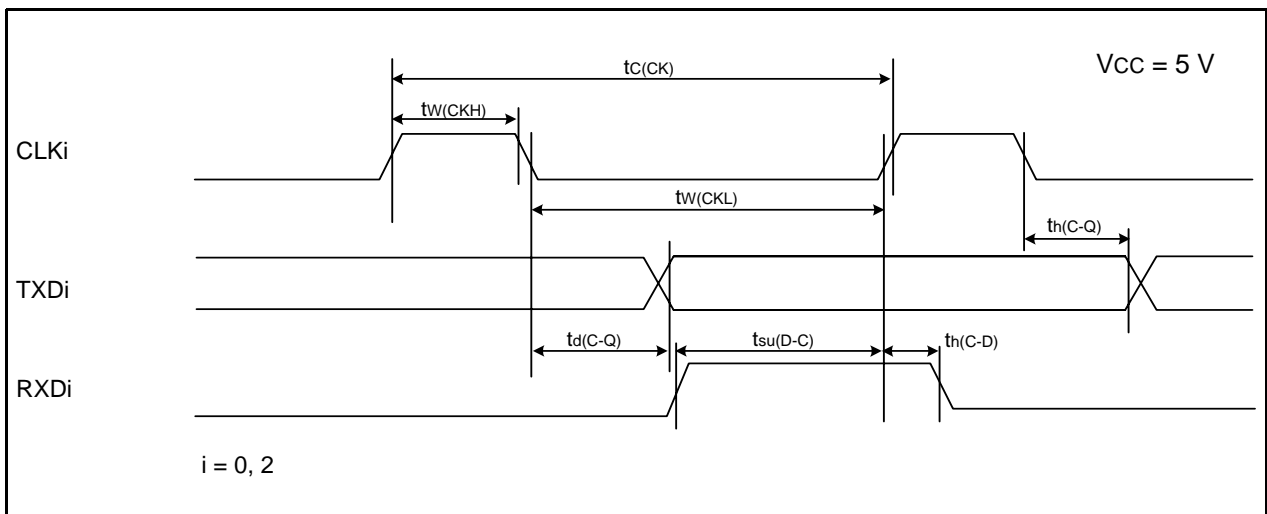 tC(CK)
VCC = 5 V
tW(CKH)
CLKi
tW(CKL)
th(C-Q)
TXDi
td(C-Q)
tsu(D-C)
th(C-D)
RXDi
i = 0, 2